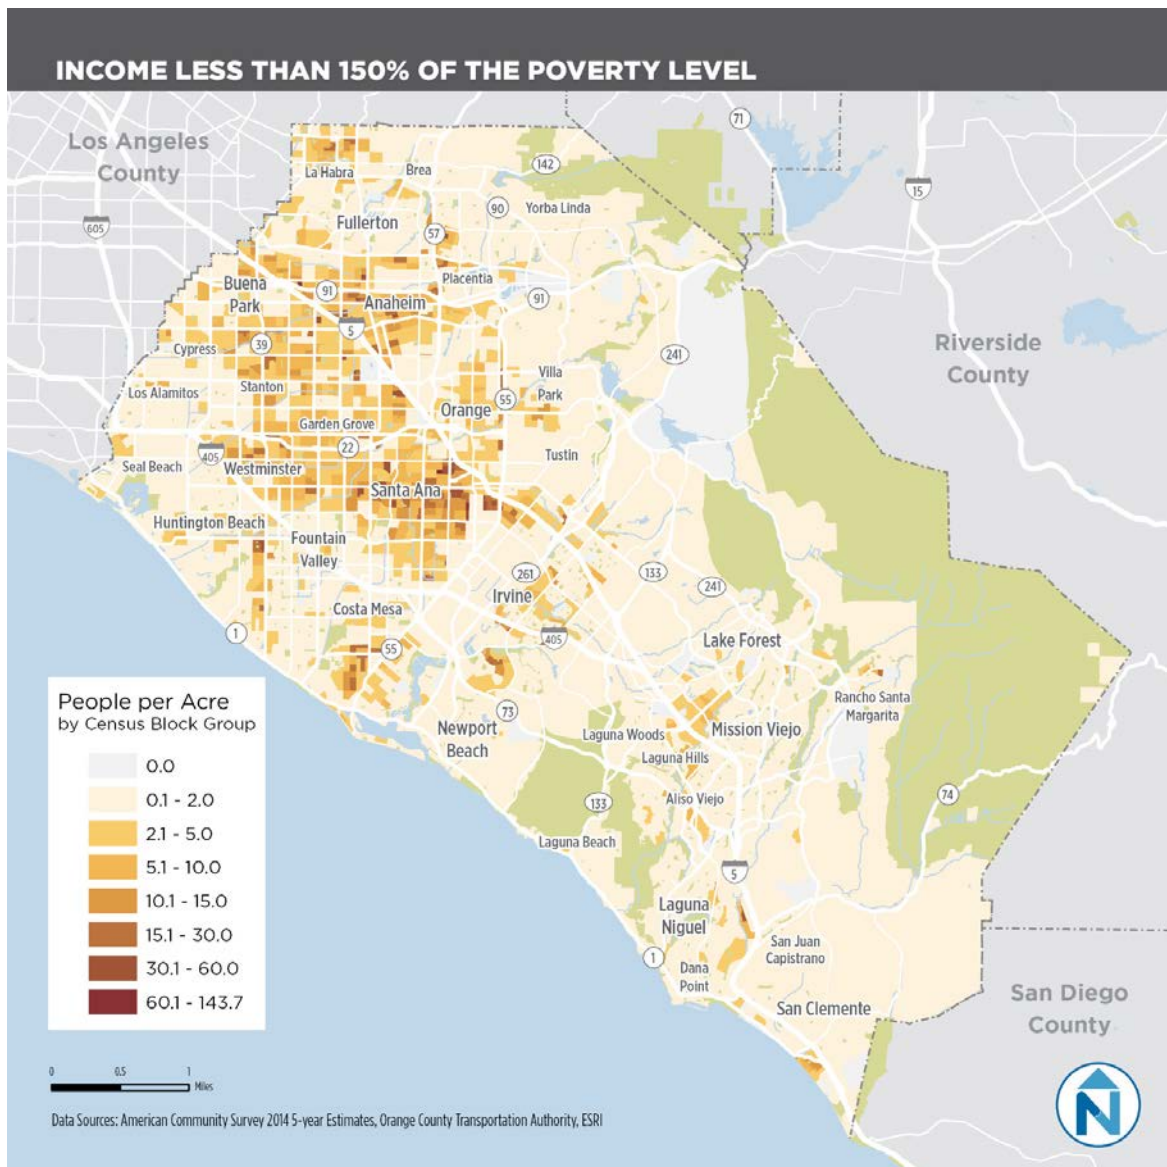 INCOME LESS THAN 150% OF THE POVERTY LEVEL
Los Angeles
County
71
142
15
La Habra
Brea
605
90
Yorba Linda
Fullerton
57
Buena
Park
91
Placentia
91
Anaheim
5
Riverside
County
Cypress
39
241
Villa
Park
Los Alamitos
Stanton
55
Orange
Garden Grove
22
405
Tustin
Seal Beach
Westminster
Santa Ana
Huntington Beach
Fountain
Valley
261
133
241
Irvine
Costa Mesa
1
405
55
Lake Forest
Rancho Santa
Margarita
73
Newport
Beach
Laguna Woods
Mission Viejo
Laguna Hills
74
Aliso Viejo
133
Laguna Beach
5
Laguna
Niguel
San Juan
Capistrano
1
Dana
Point
San Clemente
San Diego
County
People per Acre
by Census Block Group
0.0
0.1 - 2.0
2.1 - 5.0
5.1 - 10.0
10.1 - 15.0
15.1 - 30.0
30.1 - 60.0
60.1 - 143.7
0 0.5 1
Miles
N
Data Sources: American Community Survey 2014 5-year Estimates, Orange County Transportation Authority, ESRI